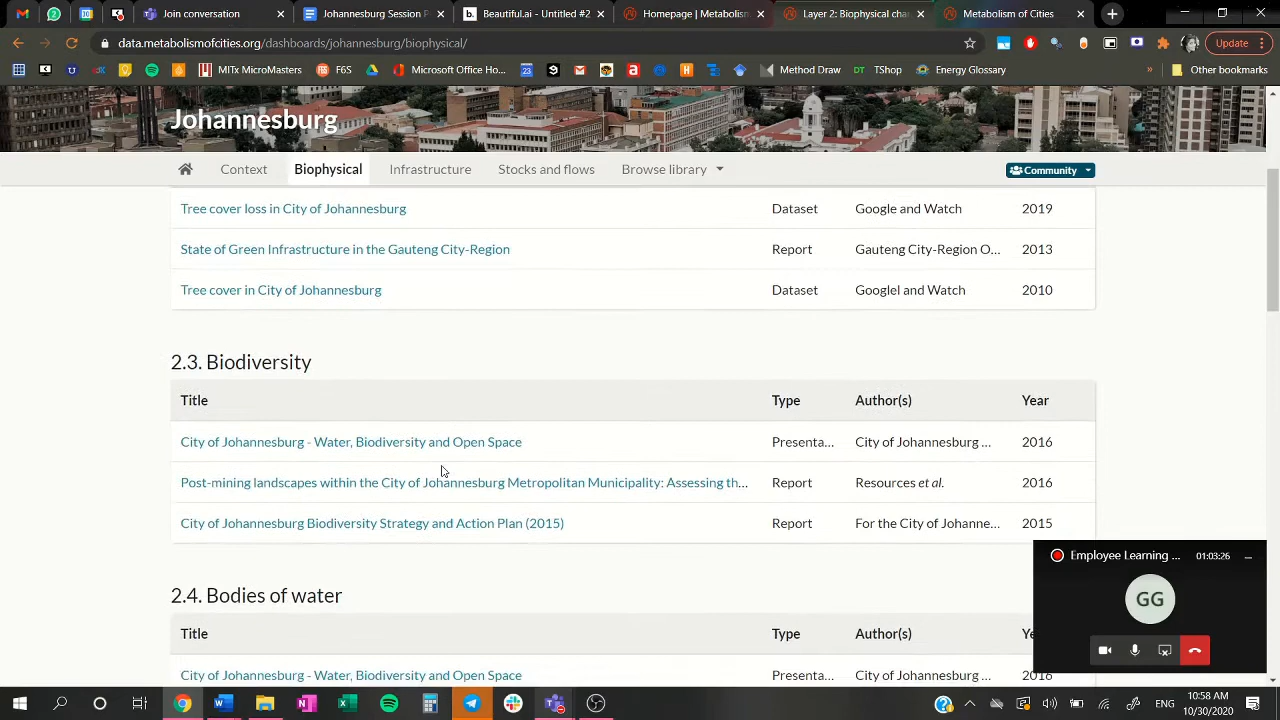 Join conversation
Johannesburg Session P
Beautiful.ai - Untitled #2
Homepage | Metabolism
Layer 2: Biophysical cha
Metabolism of Cities
data.metabolismofcities.org/dashboards/johannesburg/biophysical/
Update
MITx MicroMasters
F6S
Microsoft Office Ho...
Method Draw
TShop
Energy Glossary
Other bookmarks
Johannesburg
Context
Biophysical
Infrastructure
Stocks and flows
Browse library
Community
Tree cover loss in City of Johannesburg Dataset Google and Watch 2019
State of Green Infrastructure in the Gauteng City-Region Report Gauteng City-Region O... 2013
Tree cover in City of Johannesburg Dataset Googlel and Watch 2010
2.3. Biodiversity
Title Type Author(s) Year
City of Johannesburg - Water, Biodiversity and Open Space Presenta... City of Johannesburg ... 2016
Post-mining landscapes within the City of Johannesburg Metropolitan Municipality: Assessing th... Report Resources et al. 2016
City of Johannesburg Biodiversity Strategy and Action Plan (2015) Report For the City of Johanne... 2015
2.4. Bodies of water
Title Type Author(s) Ye
City of Johannesburg - Water, Biodiversity and Open Space Presenta... City of Johannesburg ... 2016
Employee Learning ... 01:03:26
GG
ENG
10:58 AM
10/30/2020